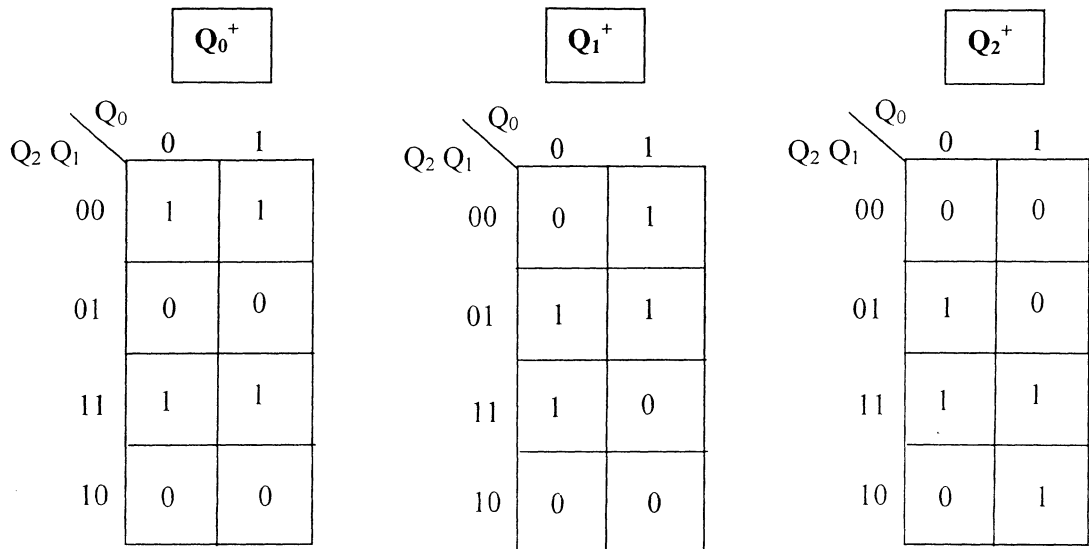 Q₀⁺ Q₁⁺ Q₂⁺
Q₀ Q₀ Q₀
Q₂ Q₁ 0 1 Q₂ Q₁ 0 1 Q₂ Q₁ 0 1
00 1 1 00 0 1 00 0 0
01 0 0 01 1 1 01 1 0
11 1 1 11 1 0 11 1 1
10 0 0 10 0 0 10 0 1